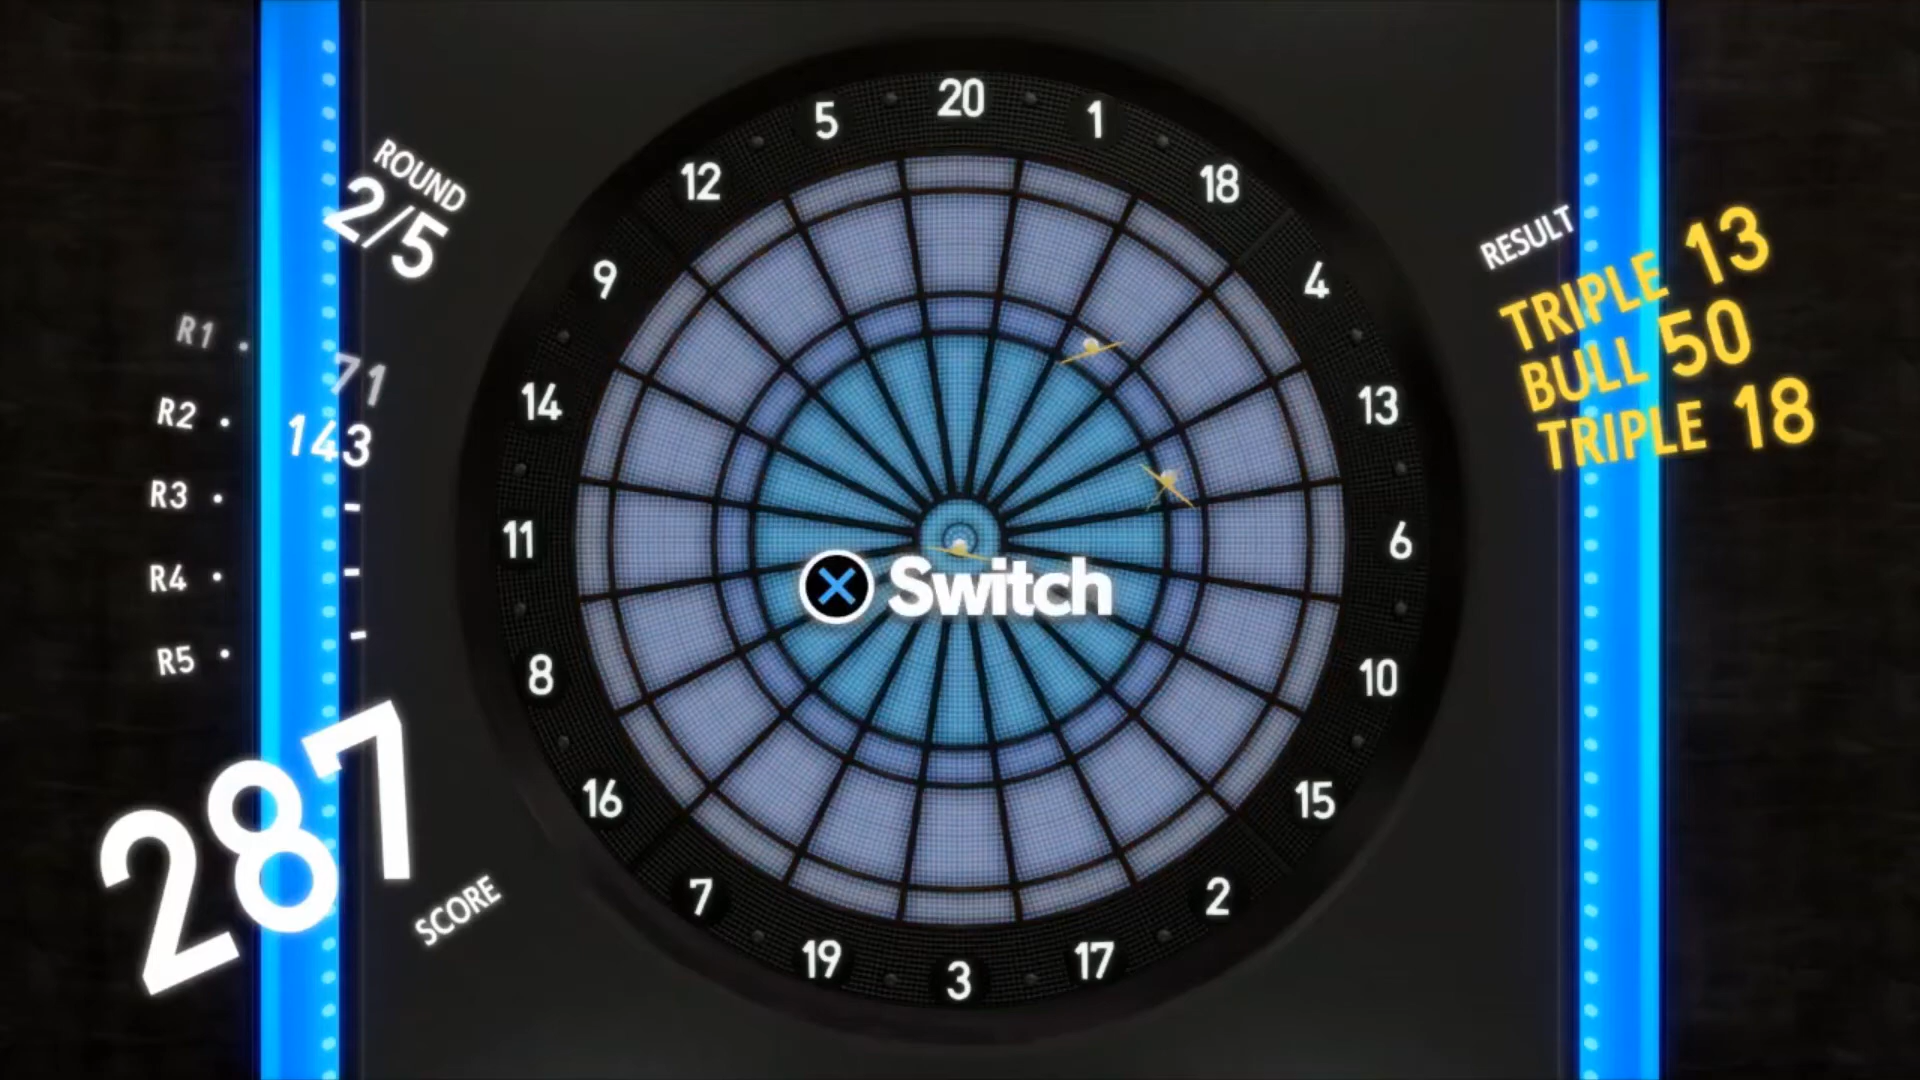 ROUND
2/5
R1 · 71
R2 · 143
R3 · -
R4 · -
R5 · -
287
SCORE
20
1
18
4
13
6
10
15
2
17
3
19
7
16
8
11
14
9
12
5
Switch
RESULT
TRIPLE 13
BULL 50
TRIPLE 18